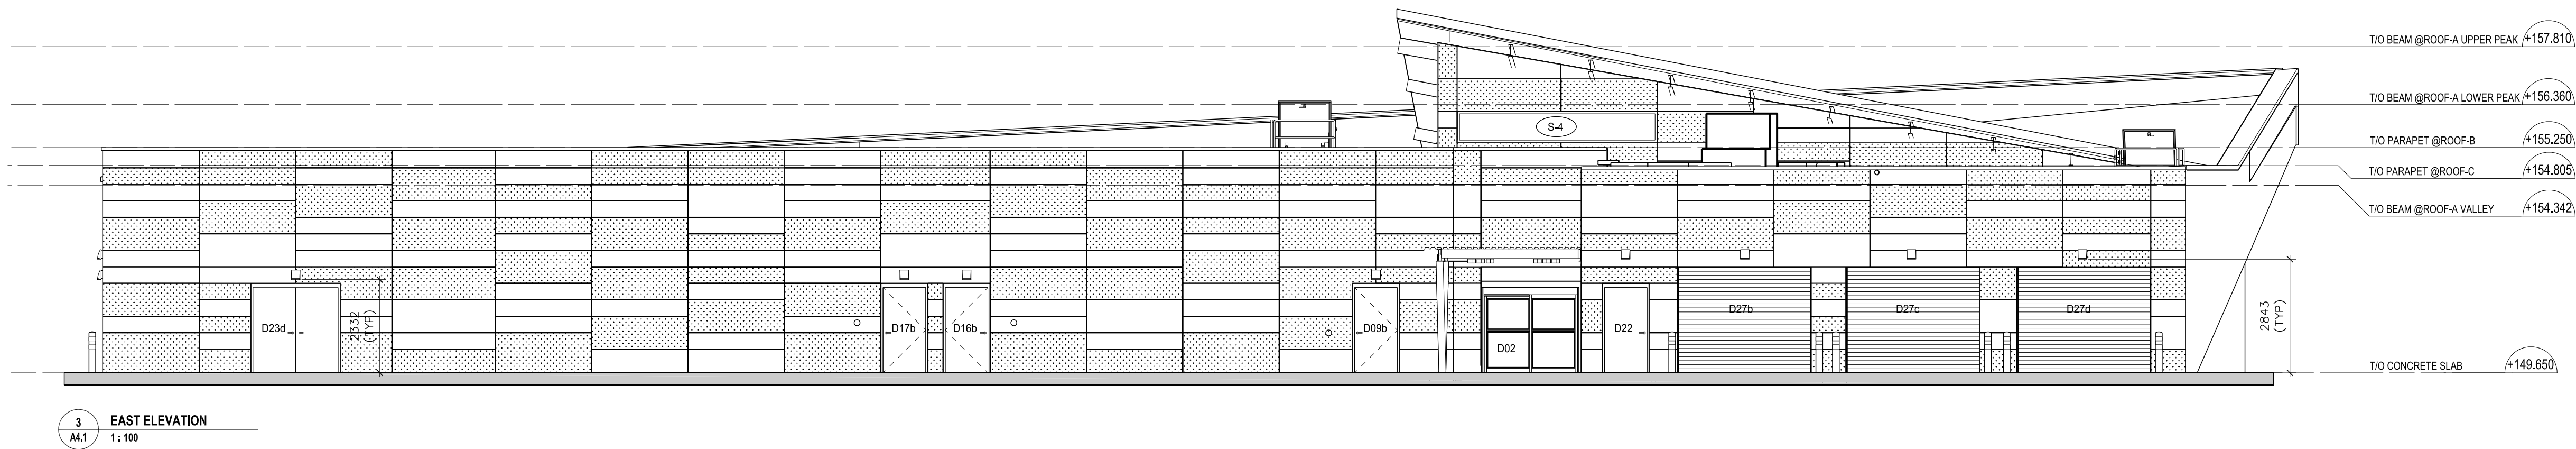 T/O BEAM @ROOF-A UPPER PEAK +157.810
T/O BEAM @ROOF-A LOWER PEAK +156.360
S-4
T/O PARAPET @ROOF-B +155.250
T/O PARAPET @ROOF-C +154.805
T/O BEAM @ROOF-A VALLEY +154.342
D23d
2332
(TYP)
D17b
D16b
D09b
D02
D22
D27b
D27c
D27d
2843
(TYP)
T/O CONCRETE SLAB +149.650
3
A4.1
EAST ELEVATION
1 : 100